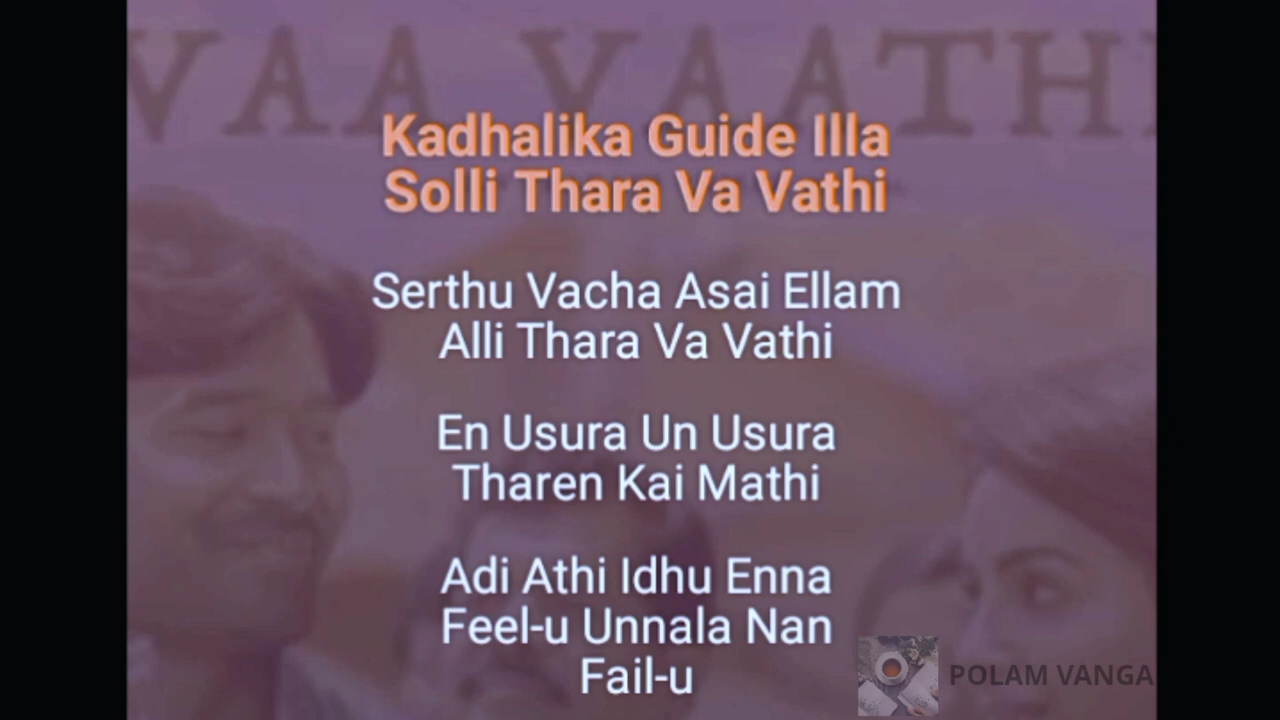 VAA VAATHI
Kadhalika Guide Illa
Solli Thara Va Vathi
Serthu Vacha Asai Ellam
Alli Thara Va Vathi
En Usura Un Usura
Tharen Kai Mathi
Adi Athi Idhu Enna
Feel-u Unnala Nan
Fail-u
POLAM VANGA